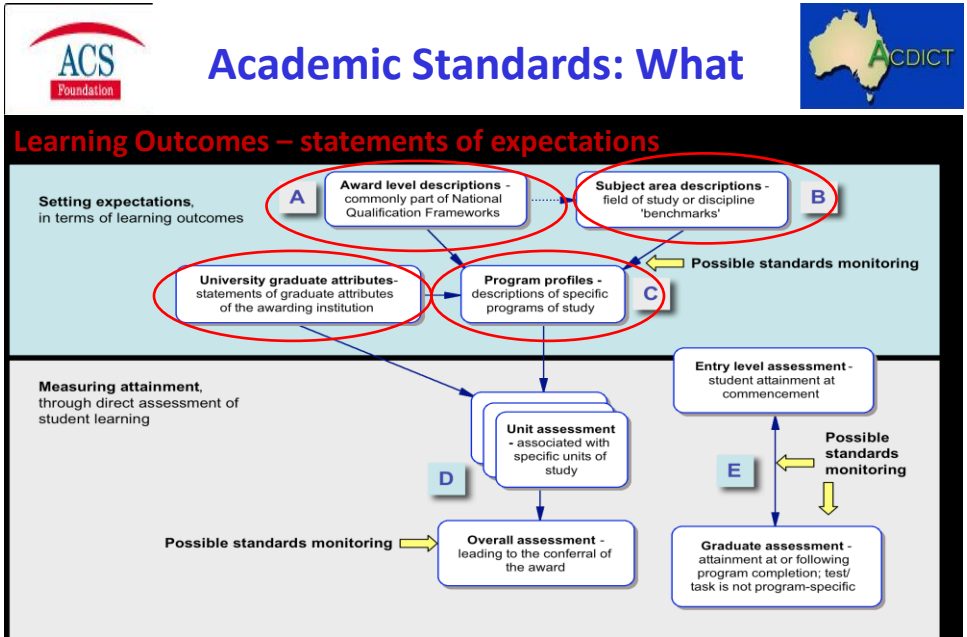 ACS
Foundation
Academic Standards: What
ACDICT
Learning Outcomes – statements of expectations
Setting expectations,
in terms of learning outcomes
A
Award level descriptions -
commonly part of National
Qualification Frameworks
Subject area descriptions -
field of study or discipline
'benchmarks'
B
Possible standards monitoring
University graduate attributes-
statements of graduate attributes
of the awarding institution
Program profiles -
descriptions of specific
programs of study
C
Measuring attainment,
through direct assessment of
student learning
Entry level assessment -
student attainment at
commencement
Unit assessment
- associated with
specific units of
study
D
Possible
standards
monitoring
E
Possible standards monitoring
Overall assessment -
leading to the conferral of
the award
Graduate assessment -
attainment at or following
program completion; test/
task is not program-specific